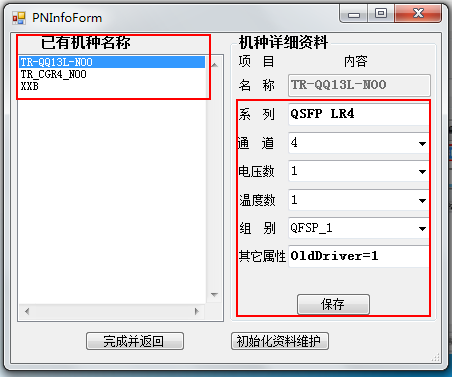 PNInfoForm
已有机种名称
TR-QQ13L-N00
TR_CGR4_N00
XXB
机种详细资料
项 目 内容
名 称 TR-QQ13L-N00
系 列 QSFP LR4
通 道 4
电压数 1
温度数 1
组 别 QFSP_1
其它属性 OldDriver=1
保存
完成并返回 初始化资料维护